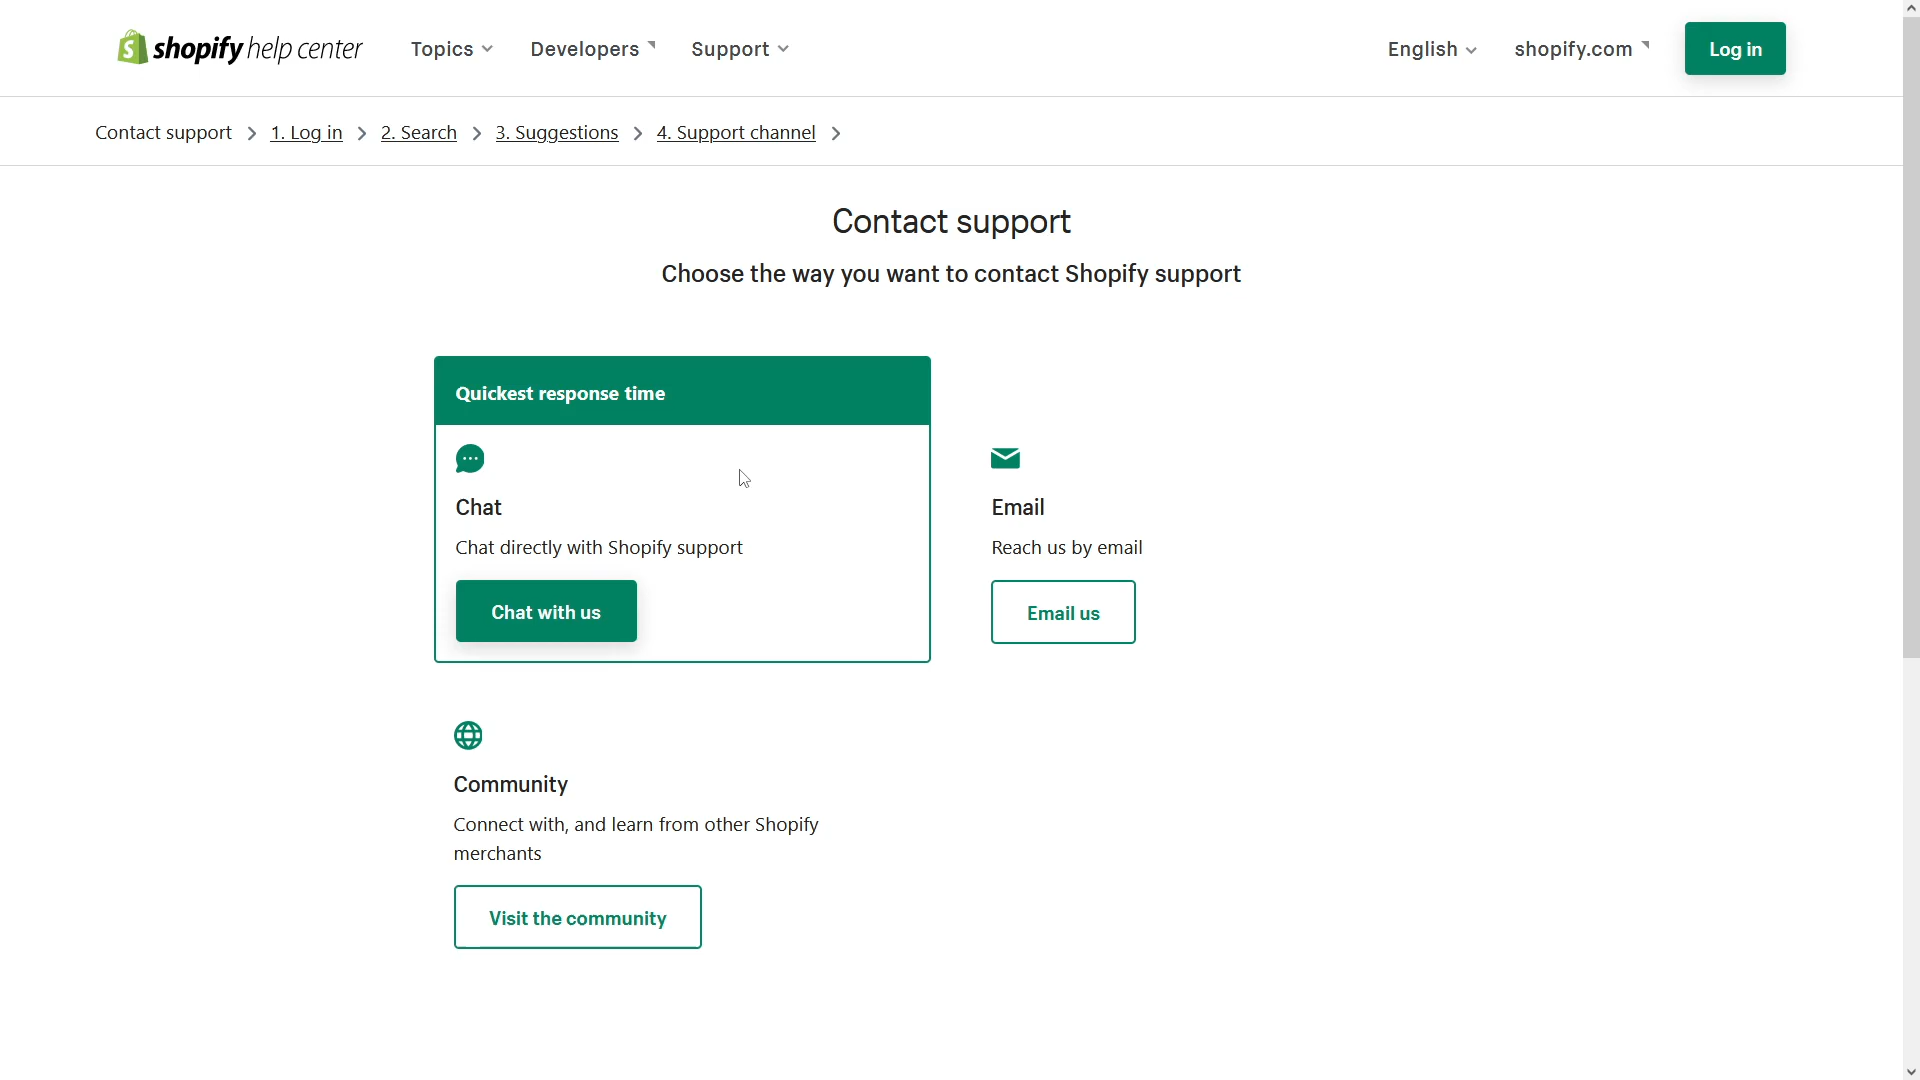 shopify help center Topics Developers Support English shopify.com Log in
Contact support 1. Log in 2. Search 3. Suggestions 4. Support channel
Contact support
Choose the way you want to contact Shopify support
Quickest response time
Chat
Chat directly with Shopify support
Chat with us
Email
Reach us by email
Email us
Community
Connect with, and learn from other Shopify
merchants
Visit the community